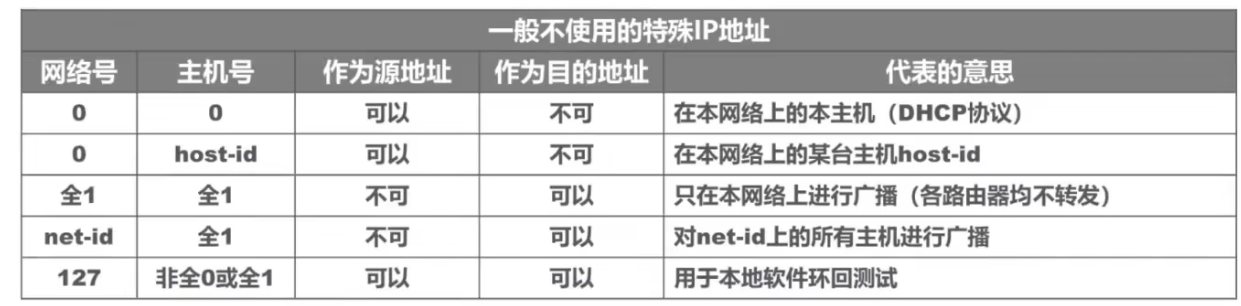 一般不使用的特殊IP地址
网络号 主机号 作为源地址 作为目的地址 代表的意思
0 0 可以 不可 在本网络上的本主机（DHCP协议）
0 host-id 可以 不可 在本网络上的某台主机host-id
全1 全1 不可 可以 只在本网络上进行广播（各路由器均不转发）
net-id 全1 不可 可以 对net-id上的所有主机进行广播
127 非全0或全1 可以 可以 用于本地软件环回测试